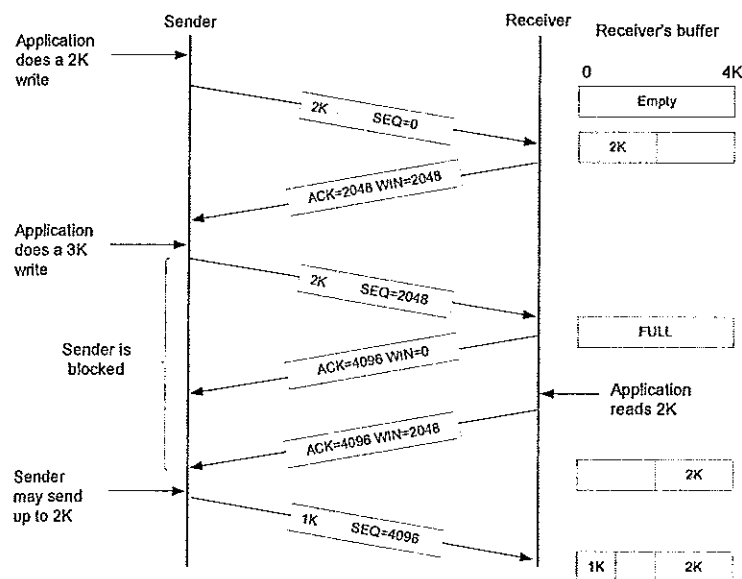 Sender
Receiver
Receiver's buffer
Application
does a 2K
write
0
4K
Empty
2K
SEQ=0
2K
ACK=2048 WIN=2048
Application
does a 3K
write
2K
SEQ=2048
FULL
Sender is
blocked
ACK=4096 WIN=0
Application
reads 2K
ACK=4096 WIN=2048
2K
Sender
may send
up to 2K
1K
SEQ=4096
1K
2K